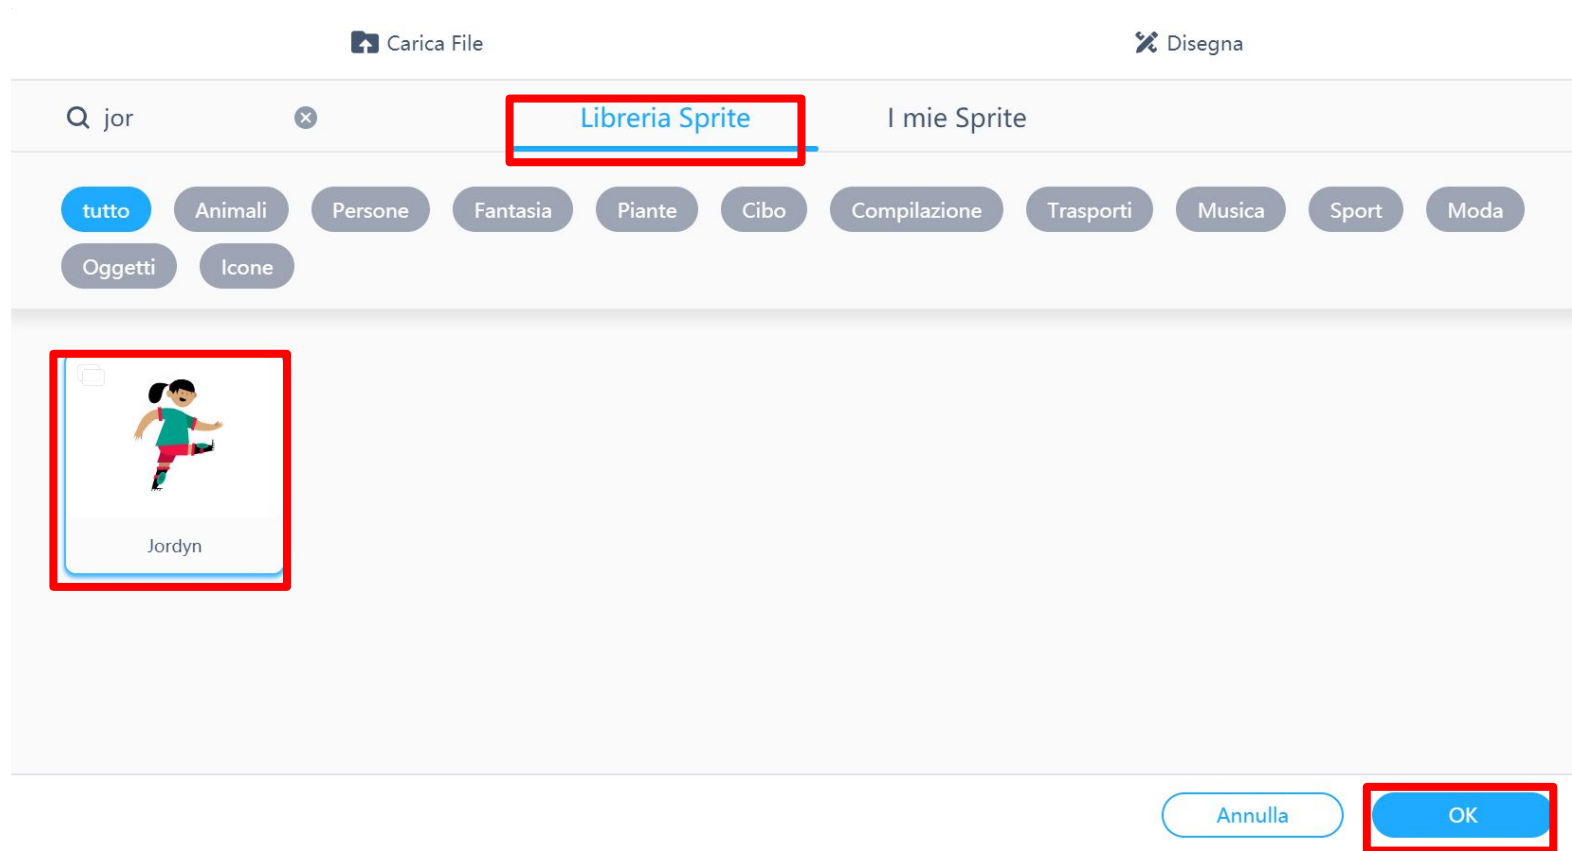 Carica File Disegna
jor Libreria Sprite I mie Sprite
tutto Animali Persone Fantasia Piante Cibo Compilazione Trasporti Musica Sport Moda
Oggetti Icone
Jordyn
Annulla OK